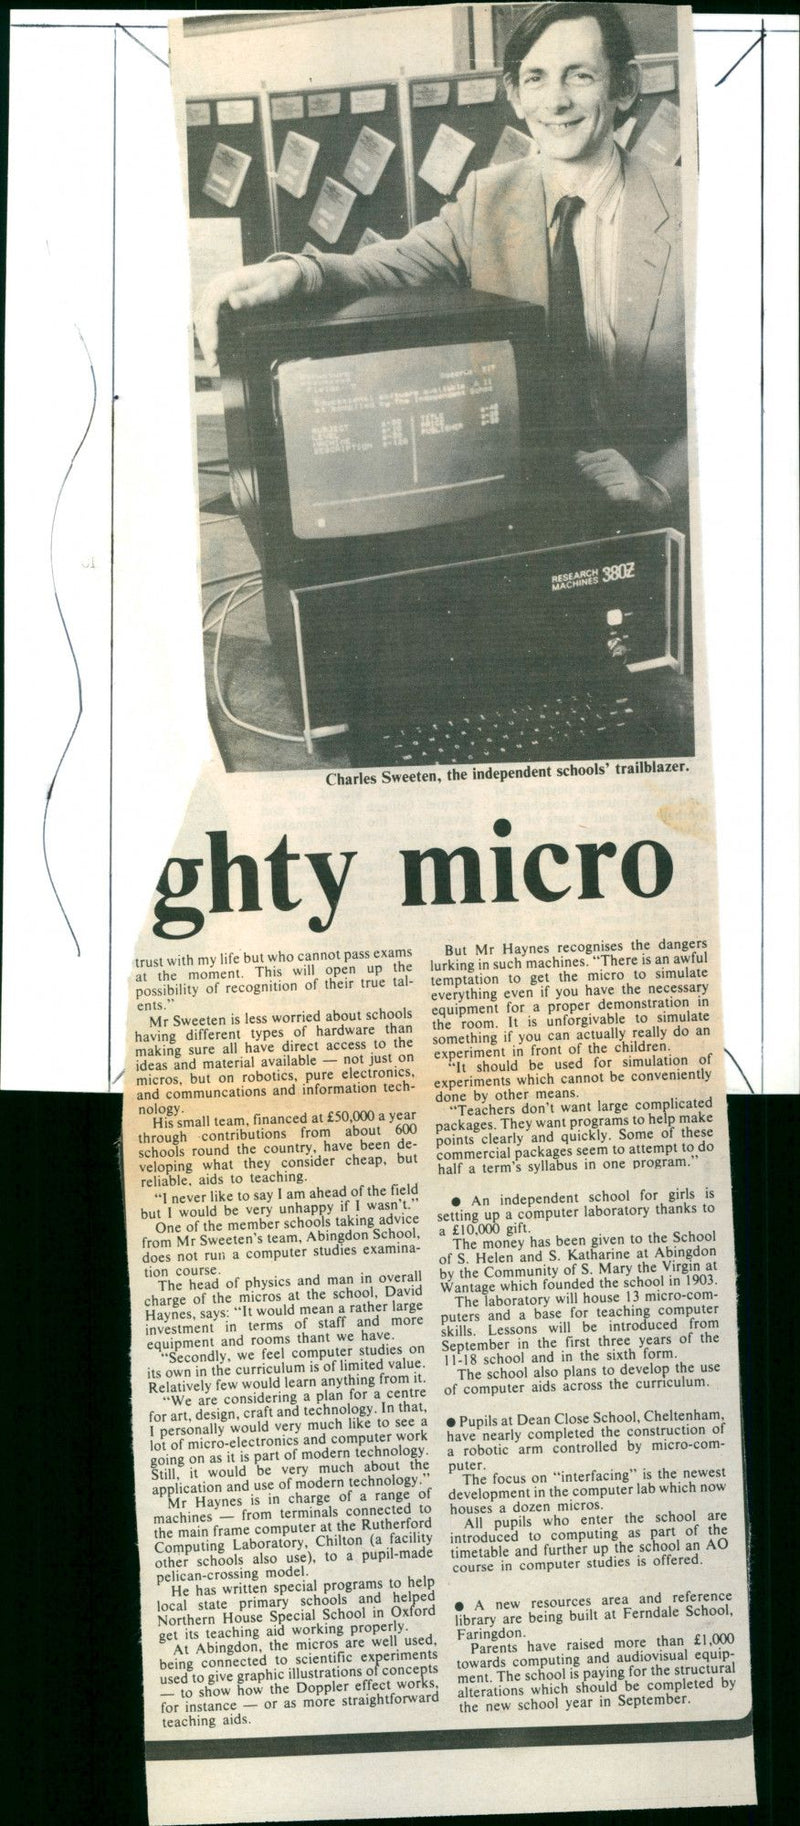 SUBJECT
LEVEL
MACHINE
DESCRIPTION
TITLE
PRICE
PUBLISHER
RESEARCH
MACHINES 380Z
Charles Sweeten, the independent schools' trailblazer.
ghty micro
trust with my life but who cannot pass exams
at the moment. This will open up the
possibility of recognition of their true tal-
ents."
Mr Sweeten is less worried about schools
having different types of hardware than
making sure all have direct access to the
ideas and material available — not just on
micros, but on robotics, pure electronics,
and communcations and information tech-
nology.
His small team, financed at £50,000 a year
through contributions from about 600
schools round the country, have been de-
veloping what they consider cheap, but
reliable, aids to teaching.
"I never like to say I am ahead of the field
but I would be very unhappy if I wasn't."
One of the member schools taking advice
from Mr Sweeten's team, Abingdon School,
does not run a computer studies examina-
tion course.
The head of physics and man in overall
charge of the micros at the school, David
Haynes, says: "It would mean a rather large
investment in terms of staff and more
equipment and rooms thant we have.
"Secondly, we feel computer studies on
its own in the curriculum is of limited value.
Relatively few would learn anything from it.
"We are considering a plan for a centre
for art, design, craft and technology. In that,
I personally would very much like to see a
lot of micro-electronics and computer work
going on as it is part of modern technology.
Still, it would be very much about the
application and use of modern technology."
Mr Haynes is in charge of a range of
machines — from terminals connected to
the main frame computer at the Rutherford
Computing Laboratory, Chilton (a facility
other schools also use), to a pupil-made
pelican-crossing model.
He has written special programs to help
local state primary schools and helped
Northern House Special School in Oxford
get its teaching aid working properly.
At Abingdon, the micros are well used,
being connected to scientific experiments
used to give graphic illustrations of concepts
— to show how the Doppler effect works,
for instance — or as more straightforward
teaching aids.
But Mr Haynes recognises the dangers
lurking in such machines. "There is an awful
temptation to get the micro to simulate
everything even if you have the necessary
equipment for a proper demonstration in
the room. It is unforgivable to simulate
something if you can actually really do an
experiment in front of the children.
"It should be used for simulation of
experiments which cannot be conveniently
done by other means.
"Teachers don't want large complicated
packages. They want programs to help make
points clearly and quickly. Some of these
commercial packages seem to attempt to do
half a term's syllabus in one program."
● An independent school for girls is
setting up a computer laboratory thanks to
a £10,000 gift.
The money has been given to the School
of S. Helen and S. Katharine at Abingdon
by the Community of S. Mary the Virgin at
Wantage which founded the school in 1903.
The laboratory will house 13 micro-com-
puters and a base for teaching computer
skills. Lessons will be introduced from
September in the first three years of the
11-18 school and in the sixth form.
The school also plans to develop the use
of computer aids across the curriculum.
● Pupils at Dean Close School, Cheltenham,
have nearly completed the construction of
a robotic arm controlled by micro-com-
puter.
The focus on "interfacing" is the newest
development in the computer lab which now
houses a dozen micros.
All pupils who enter the school are
introduced to computing as part of the
timetable and further up the school an AO
course in computer studies is offered.
● A new resources area and reference
library are being built at Ferndale School,
Faringdon.
Parents have raised more than £1,000
towards computing and audiovisual equip-
ment. The school is paying for the structural
alterations which should be completed by
the new school year in September.